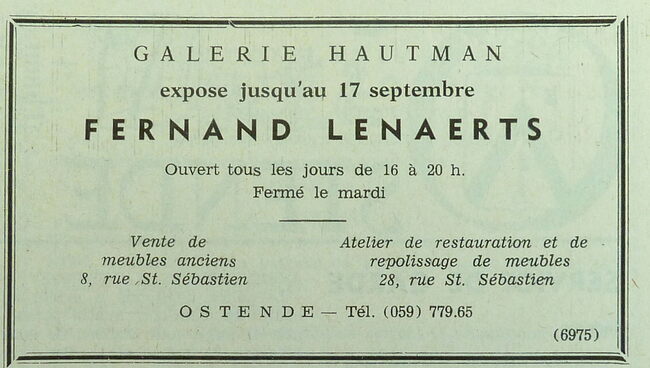 GALERIE HAUTMAN
expose jusqu'au 17 septembre
FERNAND LENAERTS
Ouvert tous les jours de 16 à 20 h.
Fermé le mardi
Vente de
meubles anciens
8, rue St. Sébastien
Atelier de restauration et de
repolissage de meubles
28, rue St. Sébastien
OSTENDE — Tél. (059) 779.65
(6975)